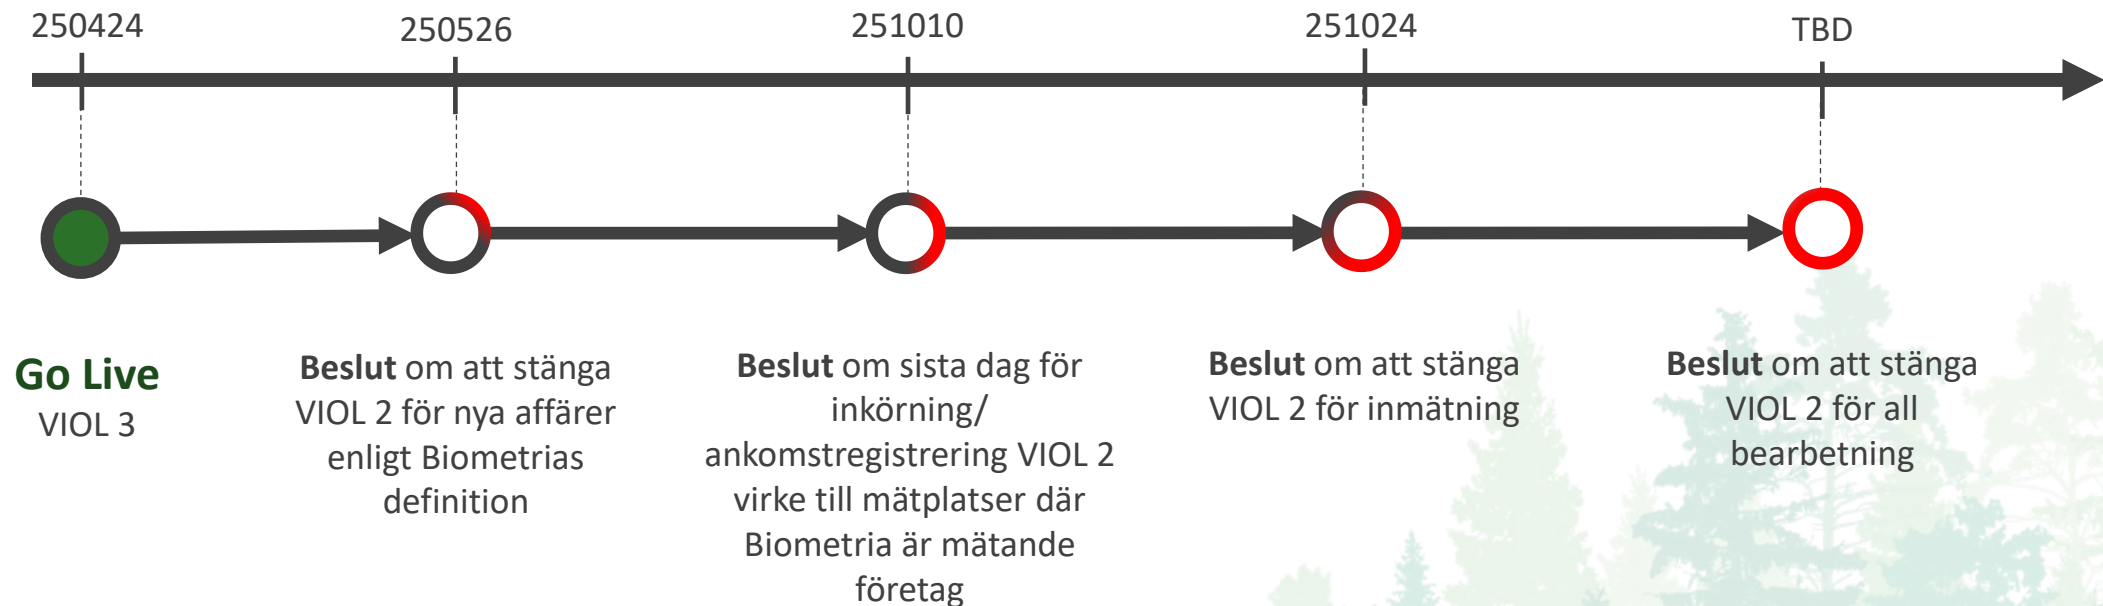 250424
250526
251010
251024
TBD
Go Live
VIOL 3
Beslut om att stänga
VIOL 2 för nya affärer
enligt Biometrias
definition
Beslut om sista dag för
inkörning/
ankomstregistrering VIOL 2
virke till mätplatser där
Biometria är mätande
företag
Beslut om att stänga
VIOL 2 för inmätning
Beslut om att stänga
VIOL 2 för all
bearbetning